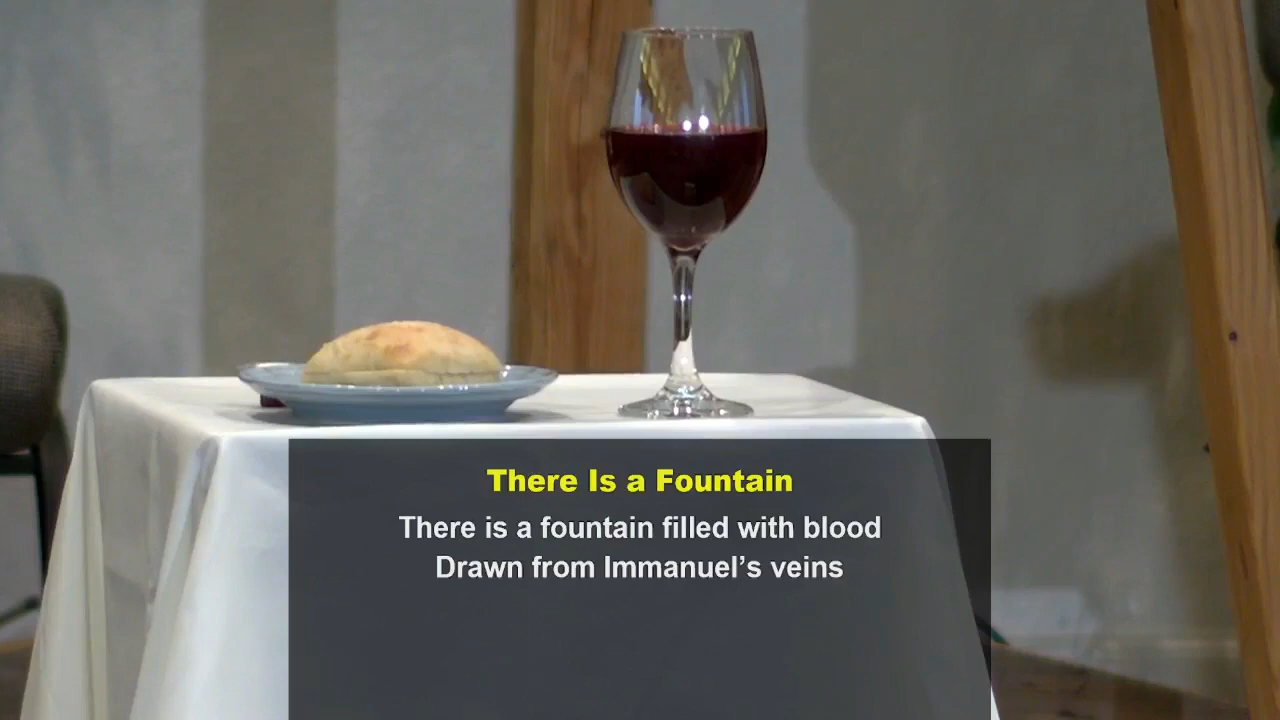 There Is a Fountain
There is a fountain filled with blood
Drawn from Immanuel’s veins